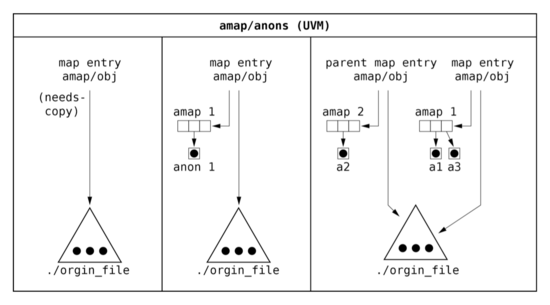 amap/anons (UVM)
map entry
amap/obj
(needs-
copy)
./orgin_file
map entry
amap/obj
amap 1
anon 1
./orgin_file
parent map entry
amap/obj
map entry
amap/obj
amap 2
amap 1
a2
a1 a3
./orgin_file